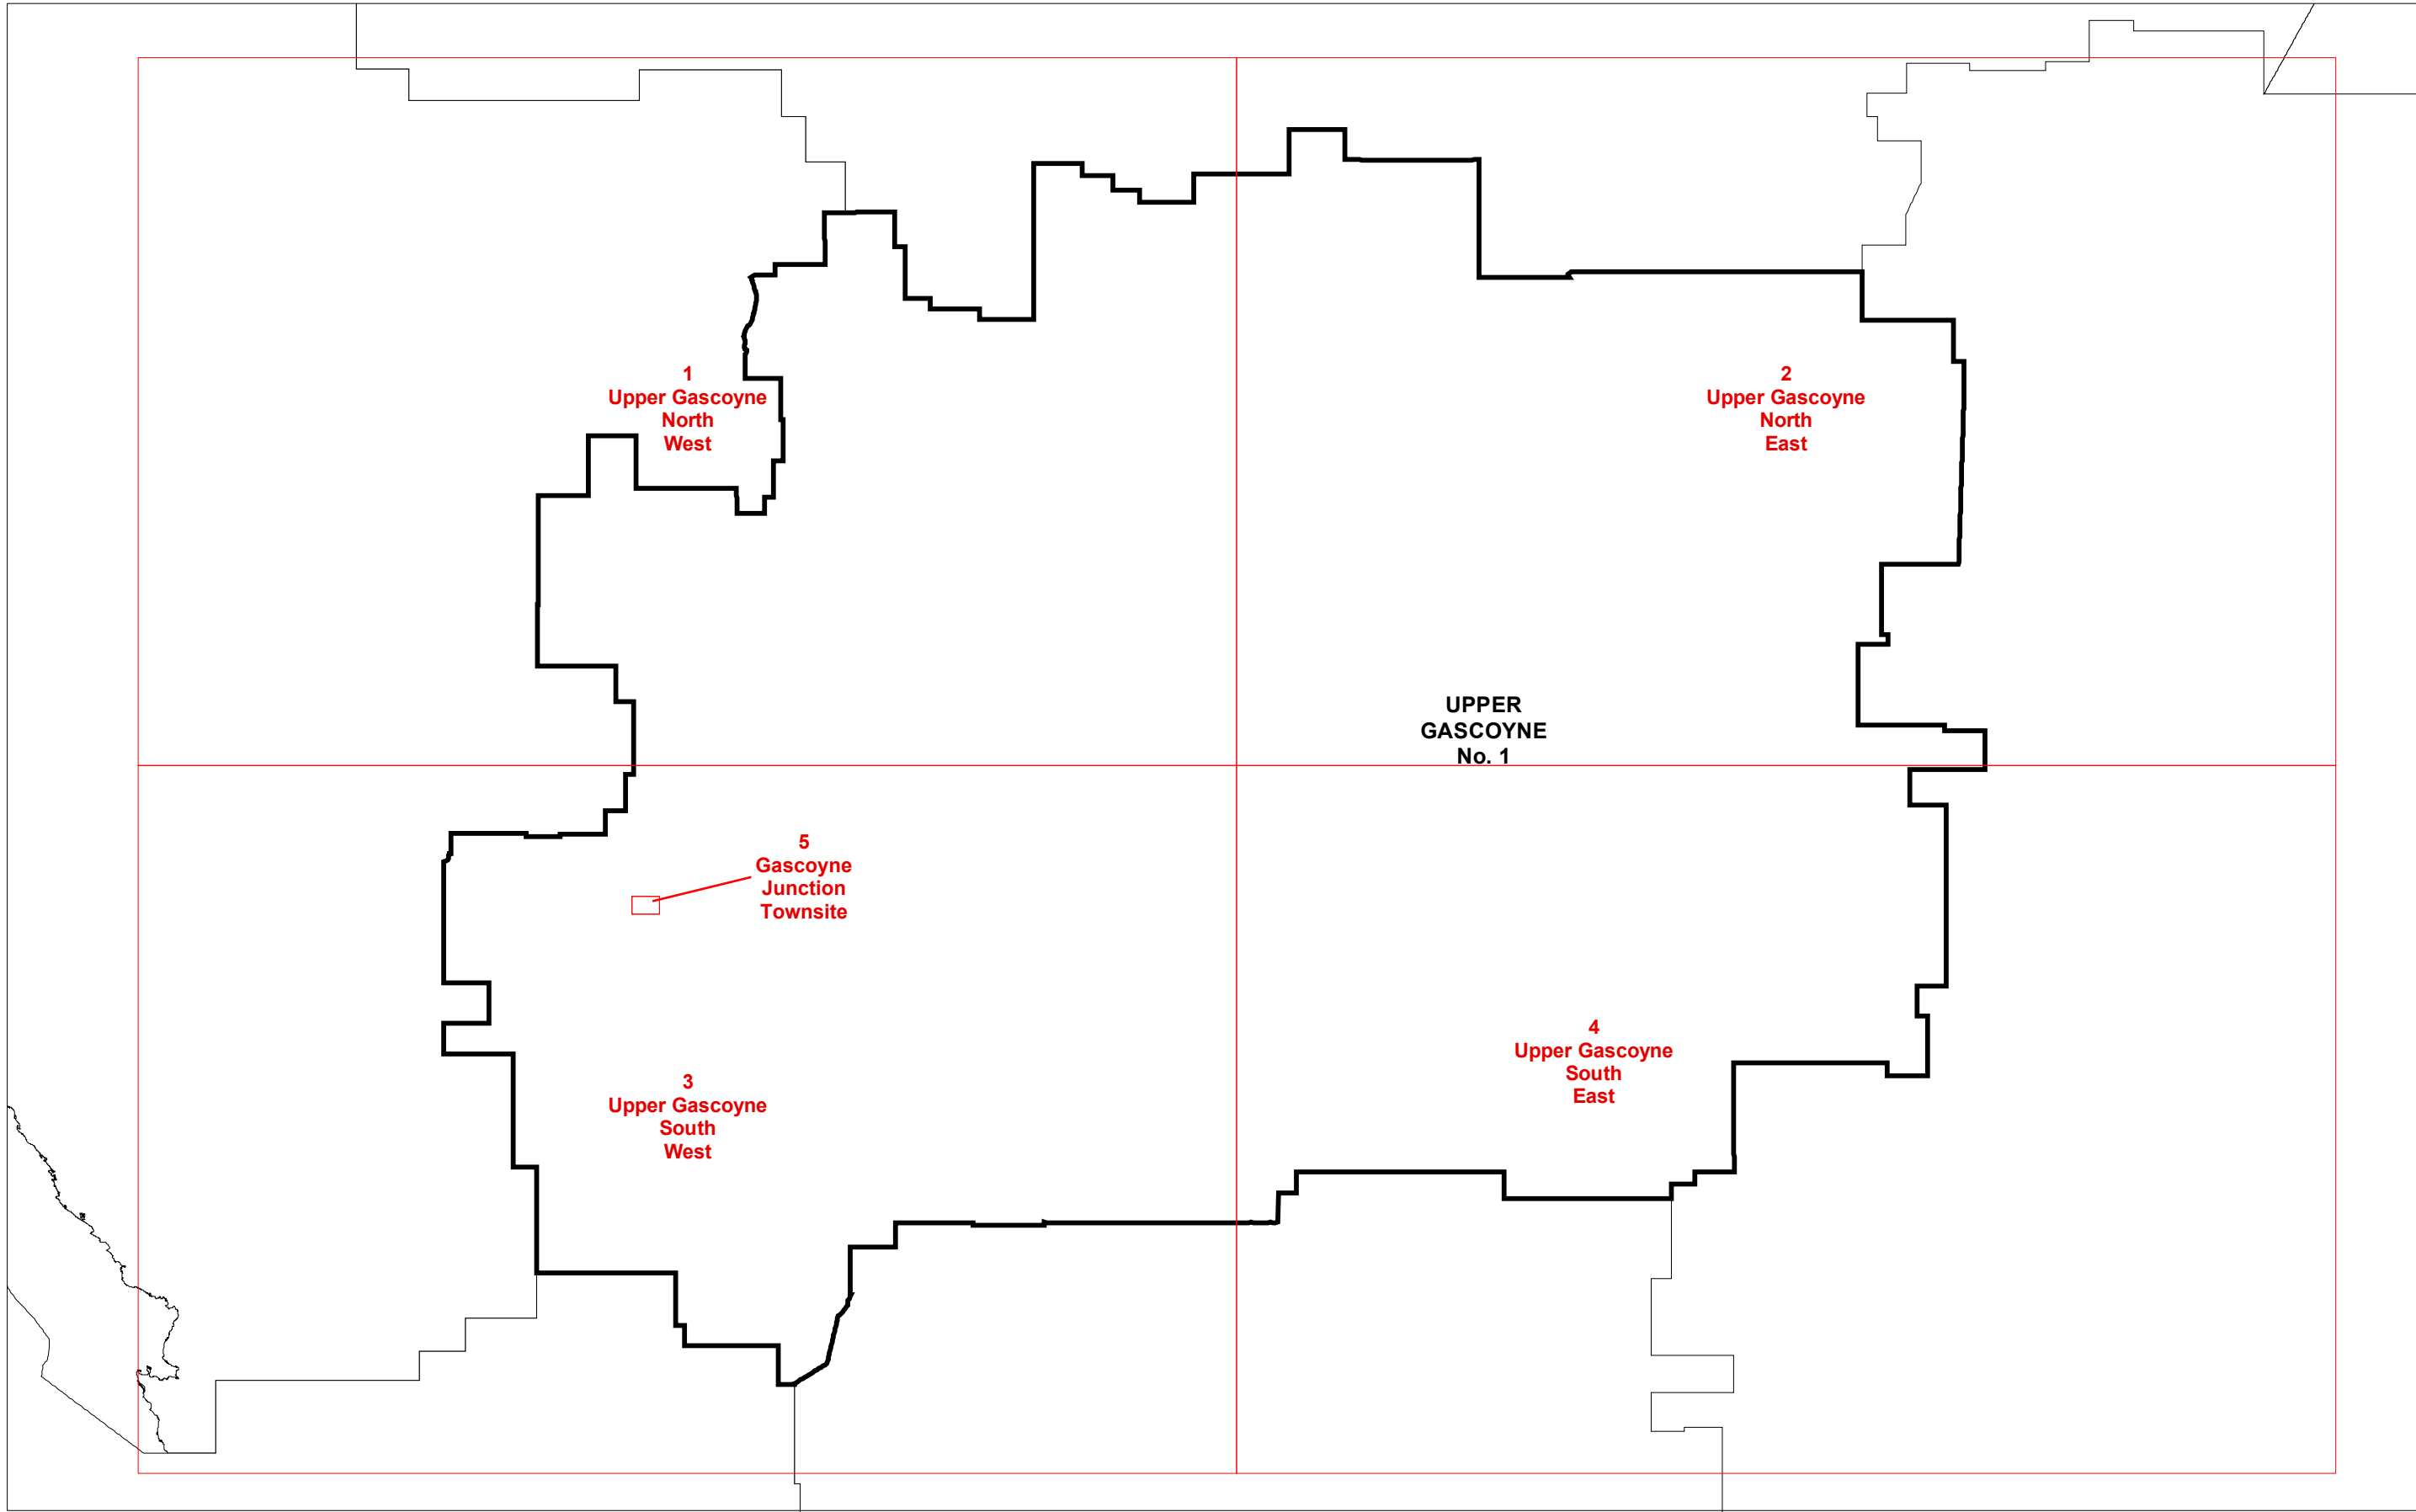 1
Upper Gascoyne
North
West
2
Upper Gascoyne
North
East
UPPER
GASCOYNE
No. 1
5
Gascoyne
Junction
Townsite
3
Upper Gascoyne
South
West
4
Upper Gascoyne
South
East